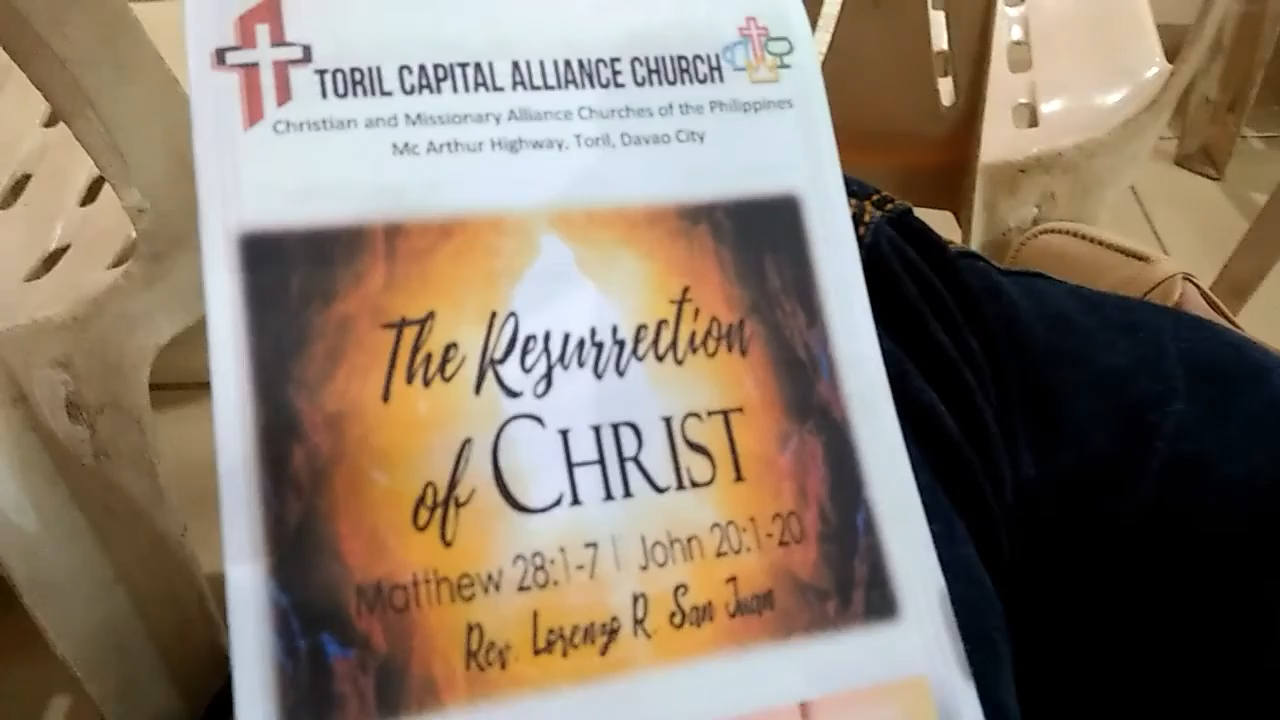 TORIL CAPITAL ALLIANCE CHURCH
Christian and Missionary Alliance Churches of the Philippines
Mc Arthur Highway, Toril, Davao City
The Resurrection
of CHRIST
Matthew 28:1-7 | John 20:1-20
Rev. Lorenzo R. San Juan